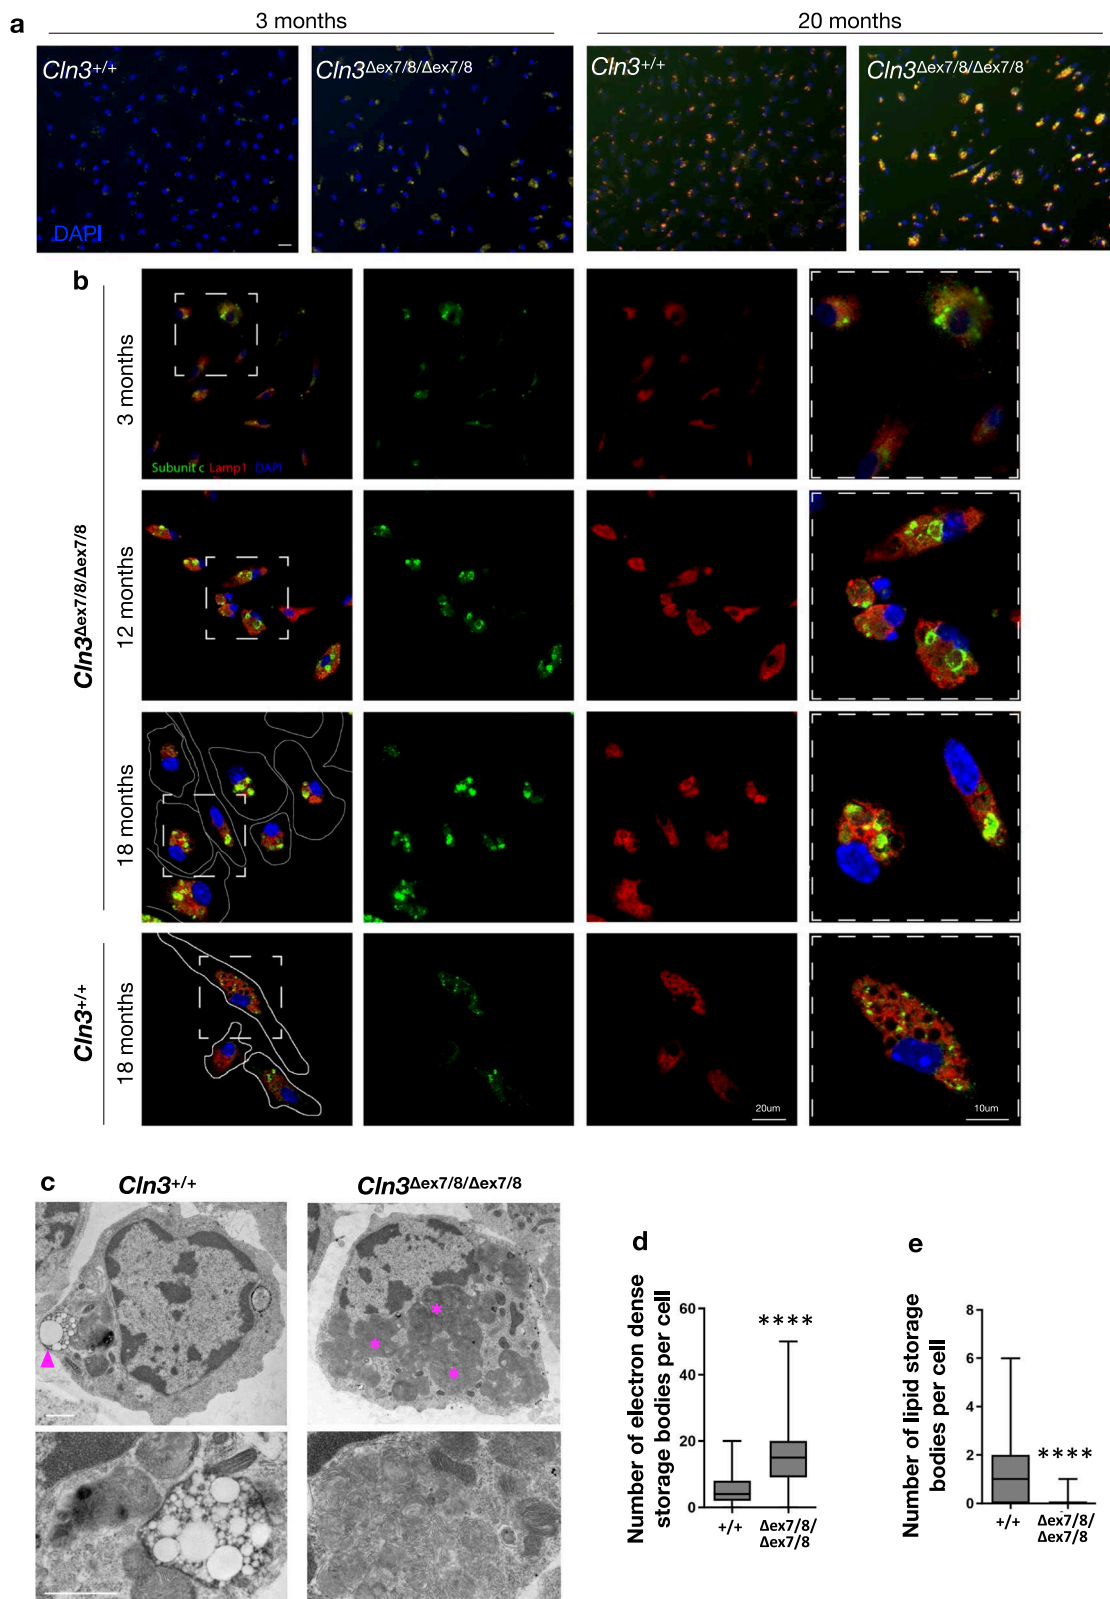 a
3 months
20 months
Cln3+/+
Cln3Δex7/8/Δex7/8
Cln3+/+
Cln3Δex7/8/Δex7/8
DAPI
b
Cln3Δex7/8/Δex7/8
3 months
Subunit c Lamp1 DAPI
12 months
18 months
Cln3+/+
18 months
20um
10um
c
Cln3+/+
Cln3Δex7/8/Δex7/8
*
*
*
d
Number of electron dense
storage bodies per cell
60
40
20
0
****
+/+
Δex7/8/
Δex7/8
e
Number of lipid storage
bodies per cell
8
6
4
2
0
****
+/+
Δex7/8/
Δex7/8